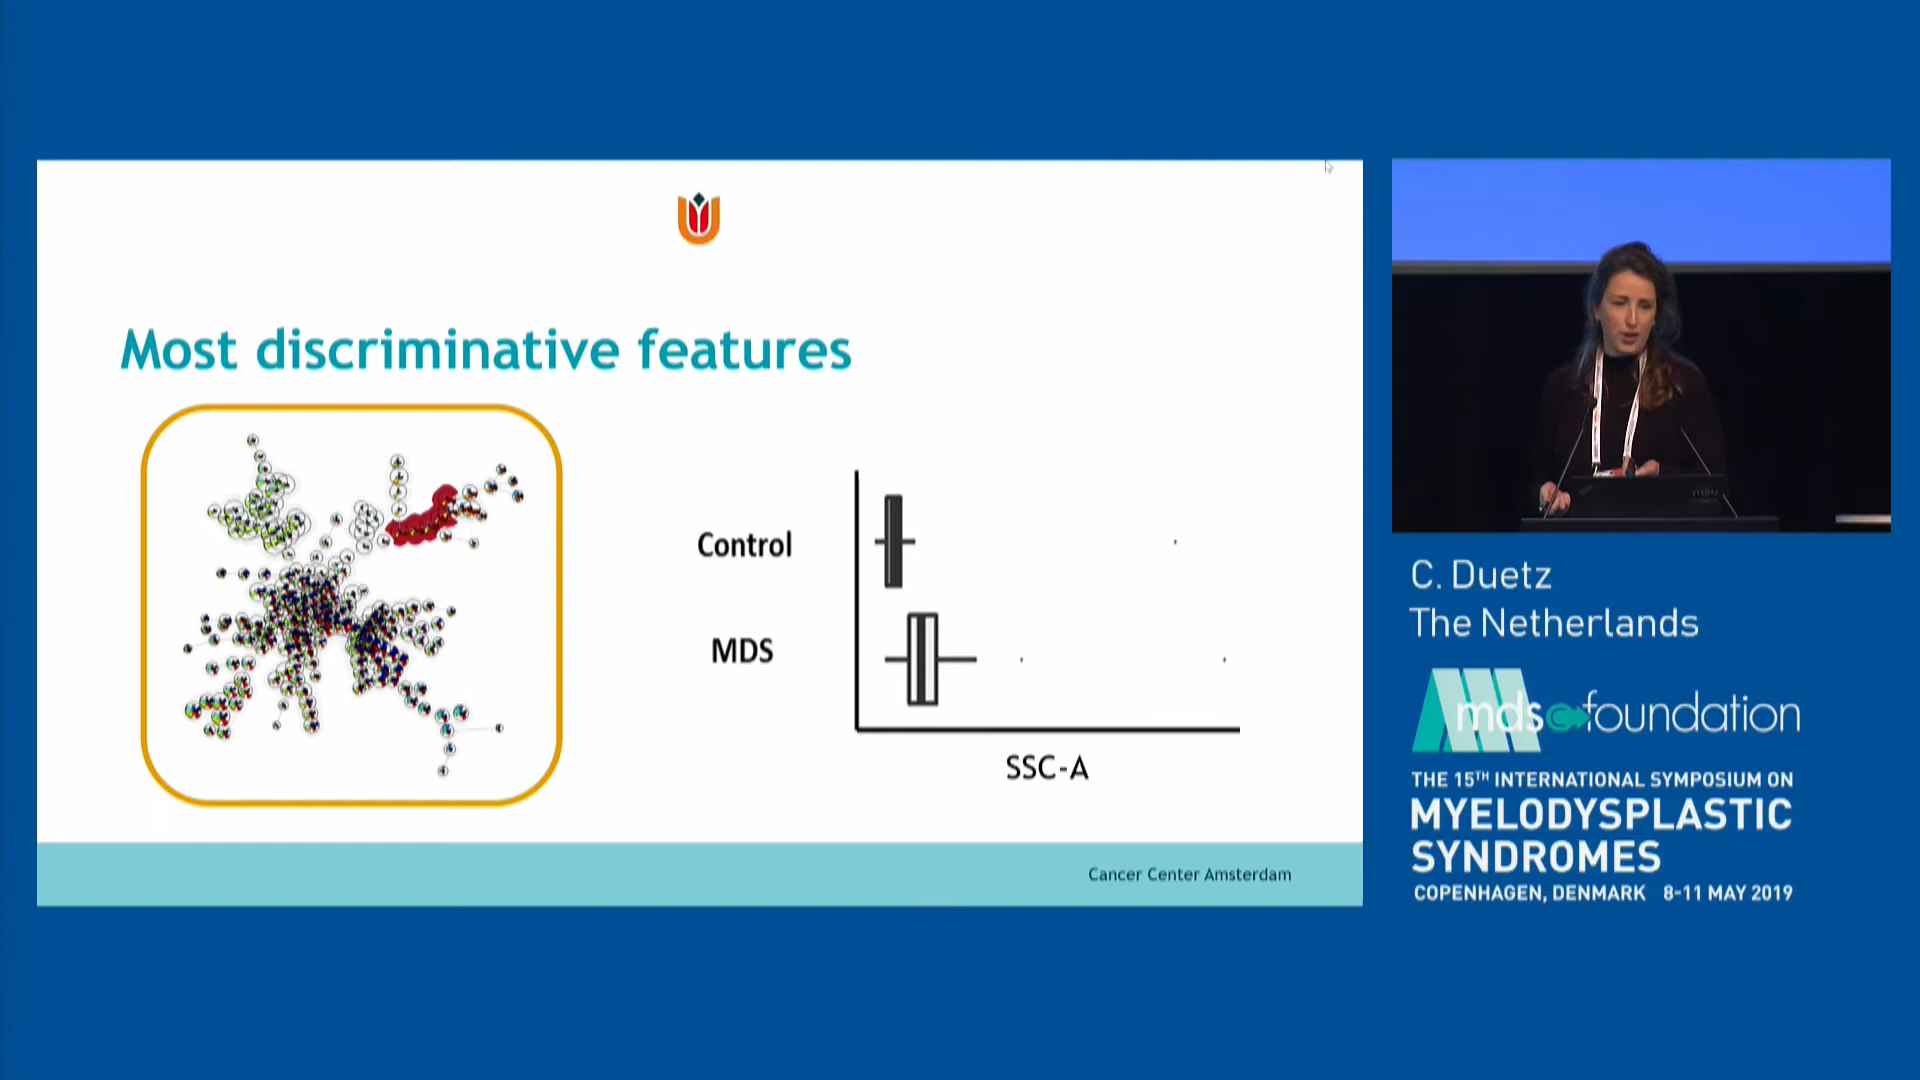 Most discriminative features
Control
MDS
SSC-A
Cancer Center Amsterdam
C. Duetz
The Netherlands
mds foundation
THE 15TH INTERNATIONAL SYMPOSIUM ON
MYELODYSPLASTIC
SYNDROMES
COPENHAGEN, DENMARK 8-11 MAY 2019